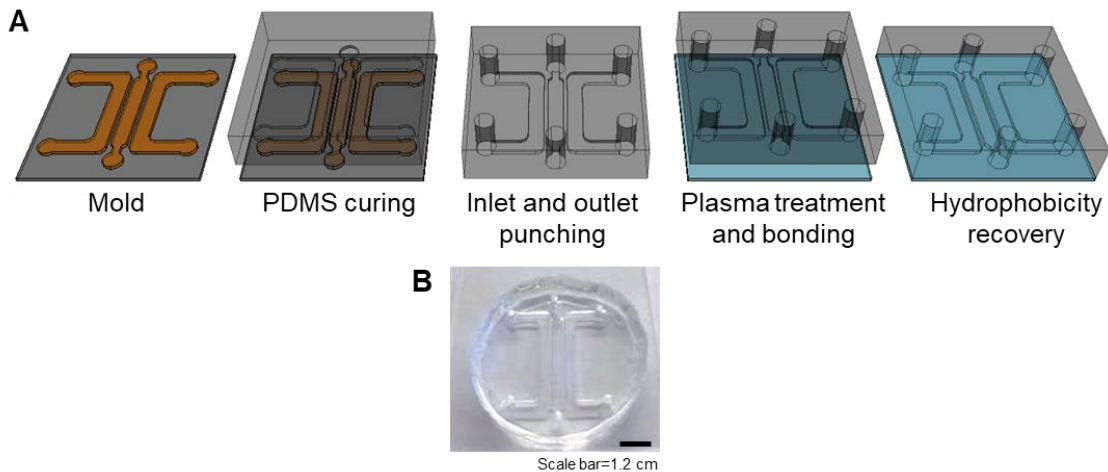 A
Mold
PDMS curing
Inlet and outlet
punching
Plasma treatment
and bonding
Hydrophobicity
recovery
B
Scale bar=1.2 cm